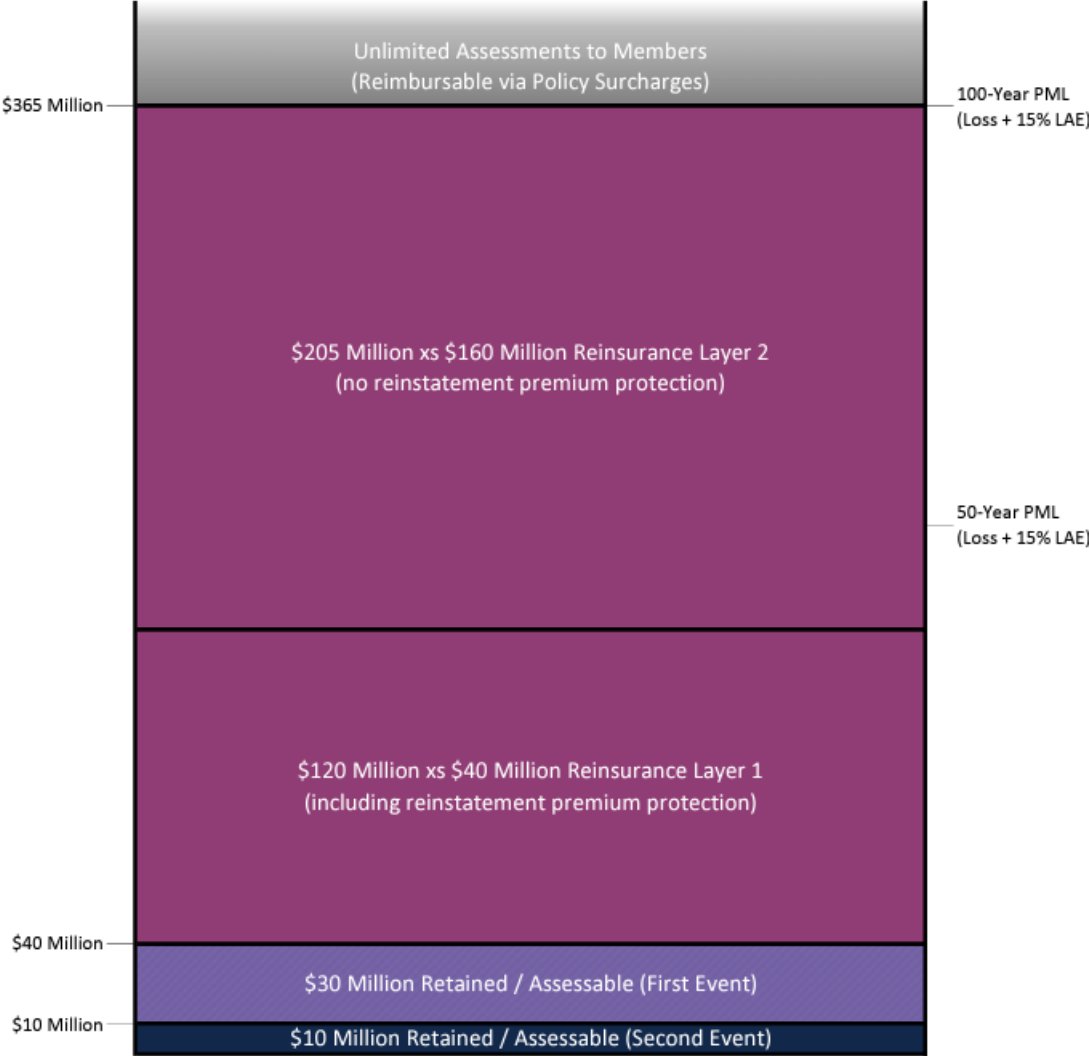 Unlimited Assessments to Members
(Reimbursable via Policy Surcharges)
$365 Million
100-Year PML
(Loss + 15% LAE)
$205 Million xs $160 Million Reinsurance Layer 2
(no reinstatement premium protection)
50-Year PML
(Loss + 15% LAE)
$120 Million xs $40 Million Reinsurance Layer 1
(including reinstatement premium protection)
$40 Million
$30 Million Retained / Assessable (First Event)
$10 Million
$10 Million Retained / Assessable (Second Event)